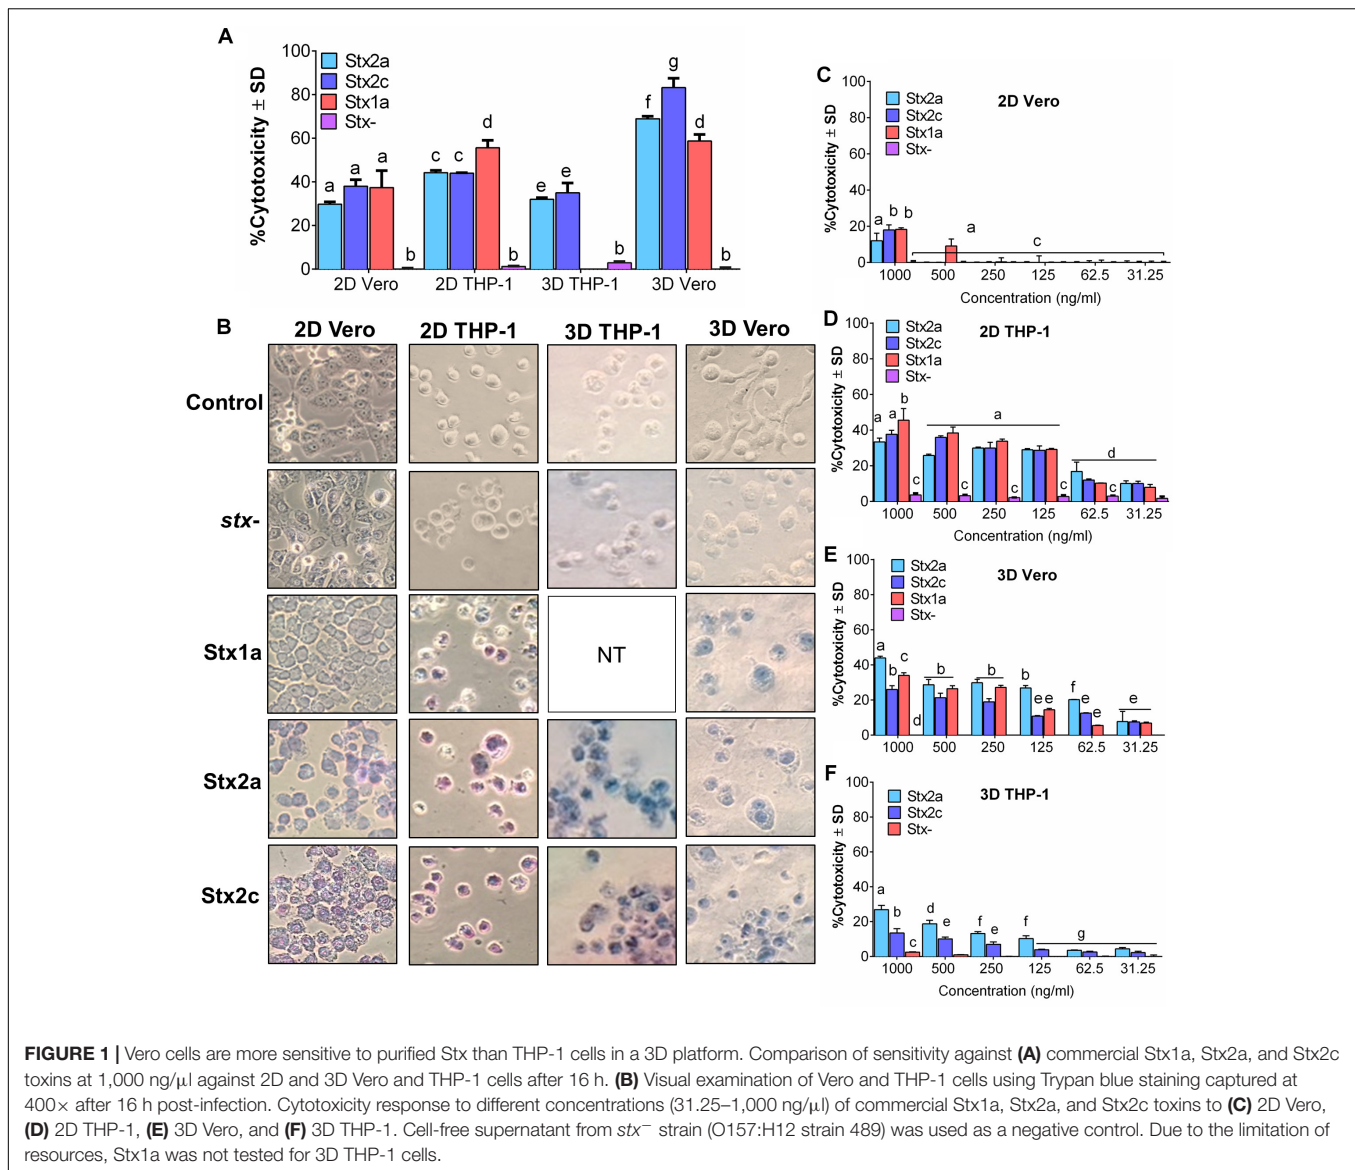 A
%Cytotoxicity ± SD
100
80
60
40
20
0
Stx2a
Stx2c
Stx1a
Stx-
a a a b
c c d b
e e b
f g d b
2D Vero 2D THP-1 3D THP-1 3D Vero
B
2D Vero 2D THP-1 3D THP-1 3D Vero
Control
stx-
Stx1a
NT
Stx2a
Stx2c
C
2D Vero
%Cytotoxicity ± SD
100
80
60
40
20
0
Stx2a
Stx2c
Stx1a
Stx-
a b b a c
1000 500 250 125 62.5 31.25
Concentration (ng/ml)
D
2D THP-1
%Cytotoxicity ± SD
100
80
60
40
20
0
Stx2a
Stx2c
Stx1a
Stx-
a a b c a c c c d c
1000 500 250 125 62.5 31.25
Concentration (ng/ml)
E
3D Vero
%Cytotoxicity ± SD
100
80
60
40
20
0
Stx2a
Stx2c
Stx1a
Stx-
a b c d b b b e e f e e e
1000 500 250 125 62.5 31.25
F
3D THP-1
%Cytotoxicity ± SD
100
80
60
40
20
0
Stx2a
Stx2c
Stx-
a b c d e f e f g
1000 500 250 125 62.5 31.25
Concentration (ng/ml)
FIGURE 1 | Vero cells are more sensitive to purified Stx than THP-1 cells in a 3D platform. Comparison of sensitivity against (A) commercial Stx1a, Stx2a, and Stx2c
toxins at 1,000 ng/μl against 2D and 3D Vero and THP-1 cells after 16 h. (B) Visual examination of Vero and THP-1 cells using Trypan blue staining captured at
400× after 16 h post-infection. Cytotoxicity response to different concentrations (31.25–1,000 ng/μl) of commercial Stx1a, Stx2a, and Stx2c toxins to (C) 2D Vero,
(D) 2D THP-1, (E) 3D Vero, and (F) 3D THP-1. Cell-free supernatant from stx− strain (O157:H12 strain 489) was used as a negative control. Due to the limitation of
resources, Stx1a was not tested for 3D THP-1 cells.